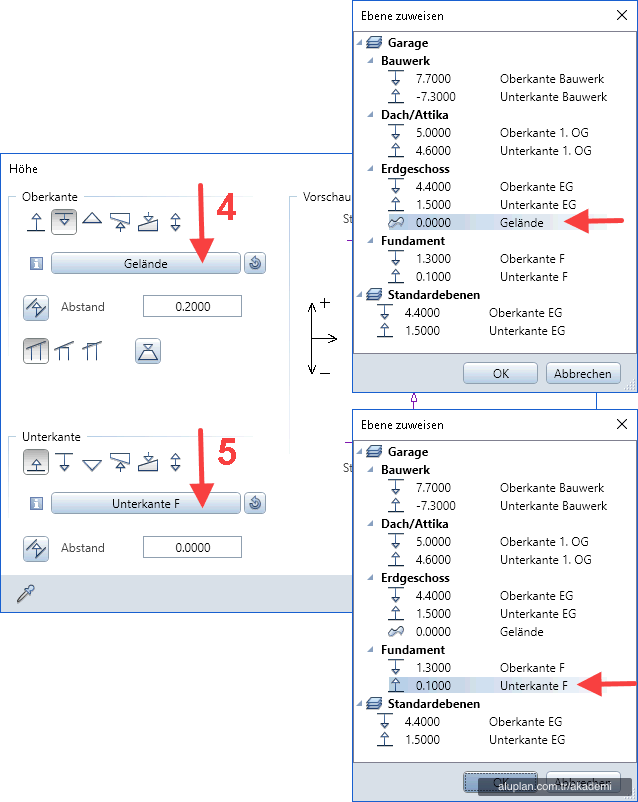 Höhe
Oberkante
Vorschau
4
St
Gelände
Abstand
0.2000
+
–
Unterkante
5
St
Unterkante F
Abstand
0.0000
Ebene zuweisen
Garage
Bauwerk
7.7000 Oberkante Bauwerk
-7.3000 Unterkante Bauwerk
Dach/Attika
5.0000 Oberkante 1. OG
4.6000 Unterkante 1. OG
Erdgeschoss
4.4000 Oberkante EG
1.5000 Unterkante EG
0.0000 Gelände
Fundament
1.3000 Oberkante F
0.1000 Unterkante F
Standardebenen
4.4000 Oberkante EG
1.5000 Unterkante EG
OK Abbrechen
Ebene zuweisen
Garage
Bauwerk
7.7000 Oberkante Bauwerk
-7.3000 Unterkante Bauwerk
Dach/Attika
5.0000 Oberkante 1. OG
4.6000 Unterkante 1. OG
Erdgeschoss
4.4000 Oberkante EG
1.5000 Unterkante EG
0.0000 Gelände
Fundament
1.3000 Oberkante F
0.1000 Unterkante F
Standardebenen
4.4000 Oberkante EG
1.5000 Unterkante EG
OK Abbrechen
aluplan.com.tr/akademi